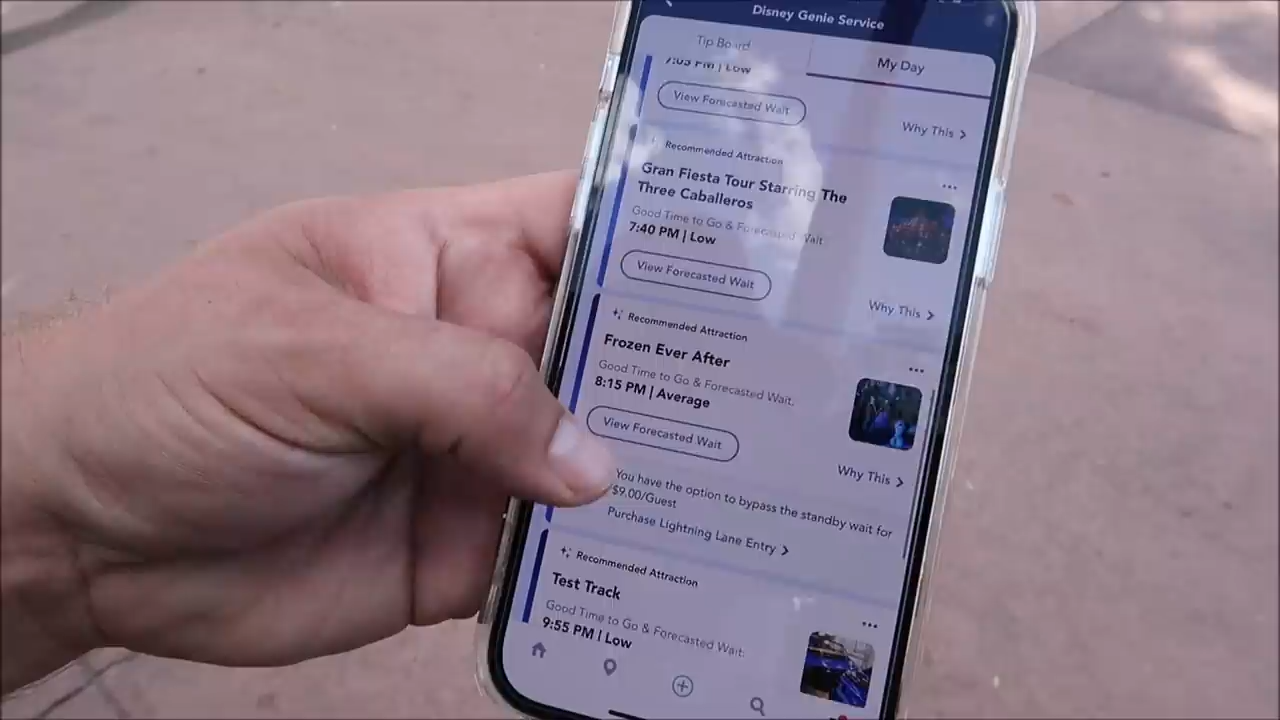 Disney Genie Service
Tip Board
My Day
7:05 PM | Low
View Forecasted Wait
Why This >
Recommended Attraction
Gran Fiesta Tour Starring The
Three Caballeros
Good Time to Go & Forecasted Wait.
7:40 PM | Low
View Forecasted Wait
Why This >
Recommended Attraction
Frozen Ever After
Good Time to Go & Forecasted Wait.
8:15 PM | Average
View Forecasted Wait
Why This >
You have the option to bypass the standby wait for
$9.00/Guest
Purchase Lightning Lane Entry >
Recommended Attraction
Test Track
Good Time to Go & Forecasted Wait.
9:55 PM | Low